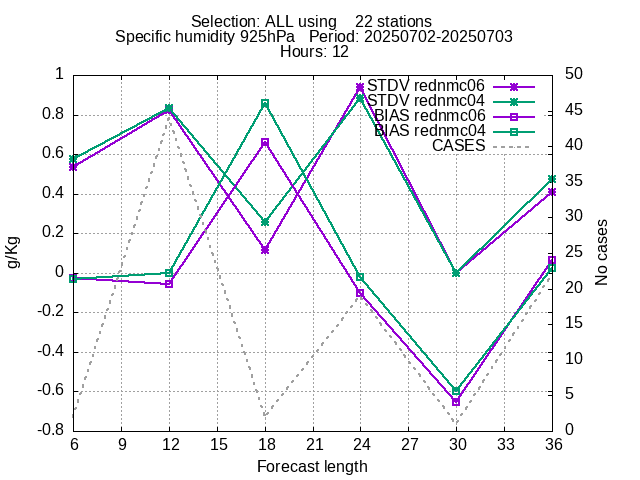 Selection: ALL using    22 stations
Specific humidity 925hPa   Period: 20250702-20250703
Hours: 12
STDV rednmc06
STDV rednmc04
BIAS rednmc06
BIAS rednmc04
CASES
1
0.8
0.6
0.4
0.2
0
-0.2
-0.4
-0.6
-0.8
g/Kg
50
45
40
35
30
25
20
15
10
5
0
No cases
6 9 12 15 18 21 24 27 30 33 36
Forecast length